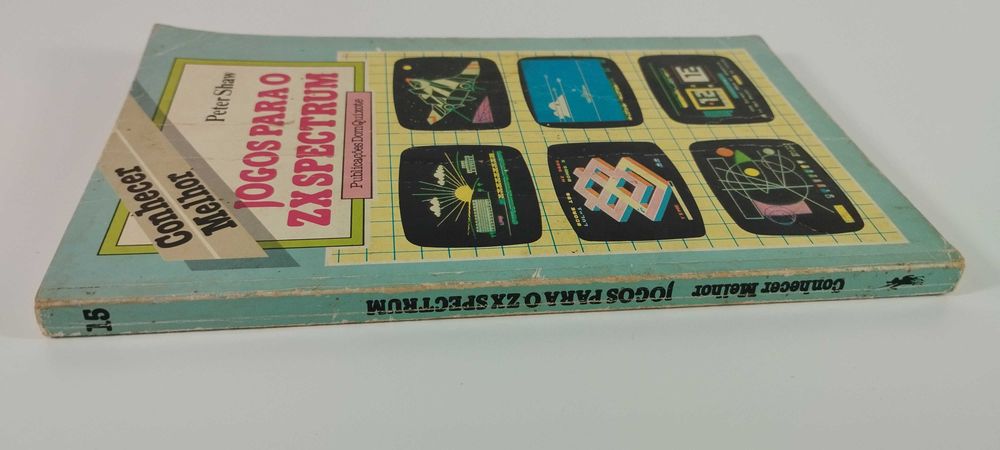 Conhecer
Melhor
Peter Shaw
JOGOS PARA O
ZX SPECTRUM
Publicações Dom Quixote
15
JOGOS PARA O ZX SPECTRUM
Conhecer Melhor